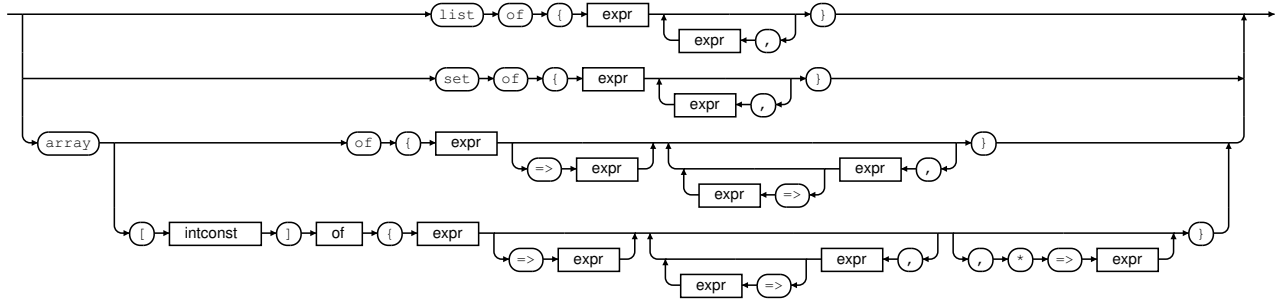 list of { expr }
expr ,
set of { expr }
expr ,
array of { expr }
=> expr expr ,
expr =>
[ intconst ] of { expr }
=> expr expr , , * => expr
expr =>